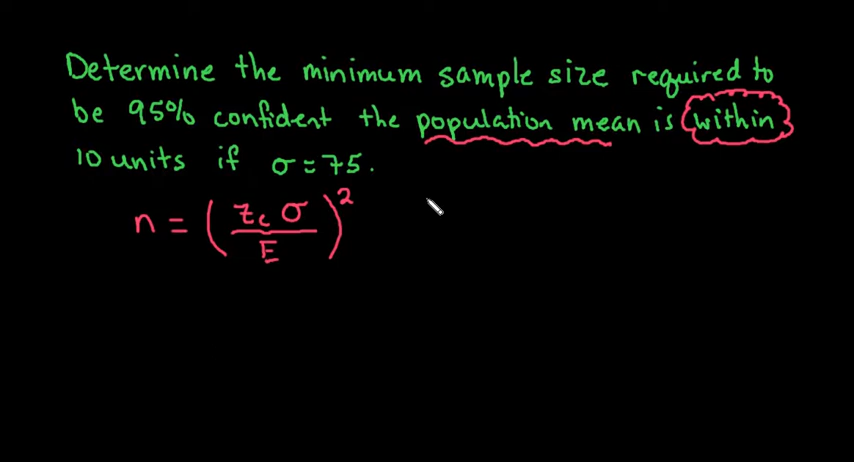 Determine the minimum sample size required to
be 95% confident the population mean is within
10 units if σ = 75.
n = (z_c σ / E)^2